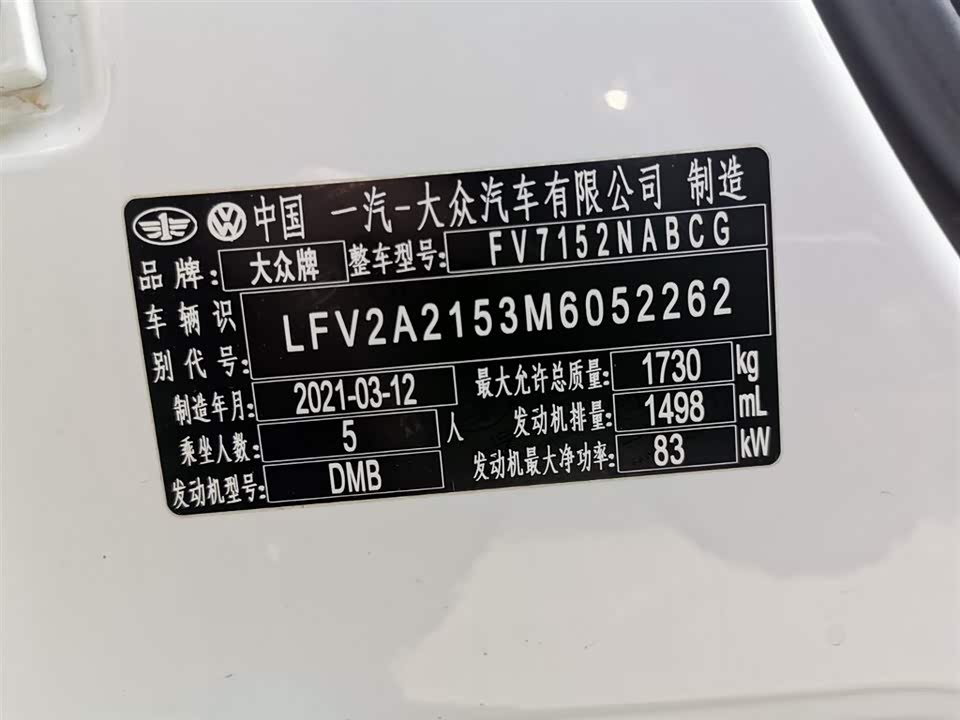 中国 一汽-大众汽车有限公司 制造
品牌: 大众牌 整车型号: FV7152NABCG
车辆识别代号: LFV2A2153M6052262
制造年月: 2021-03-12 最大允许总质量: 1730 kg
乘坐人数: 5 人 发动机排量: 1498 mL
发动机型号: DMB 发动机最大净功率: 83 kW